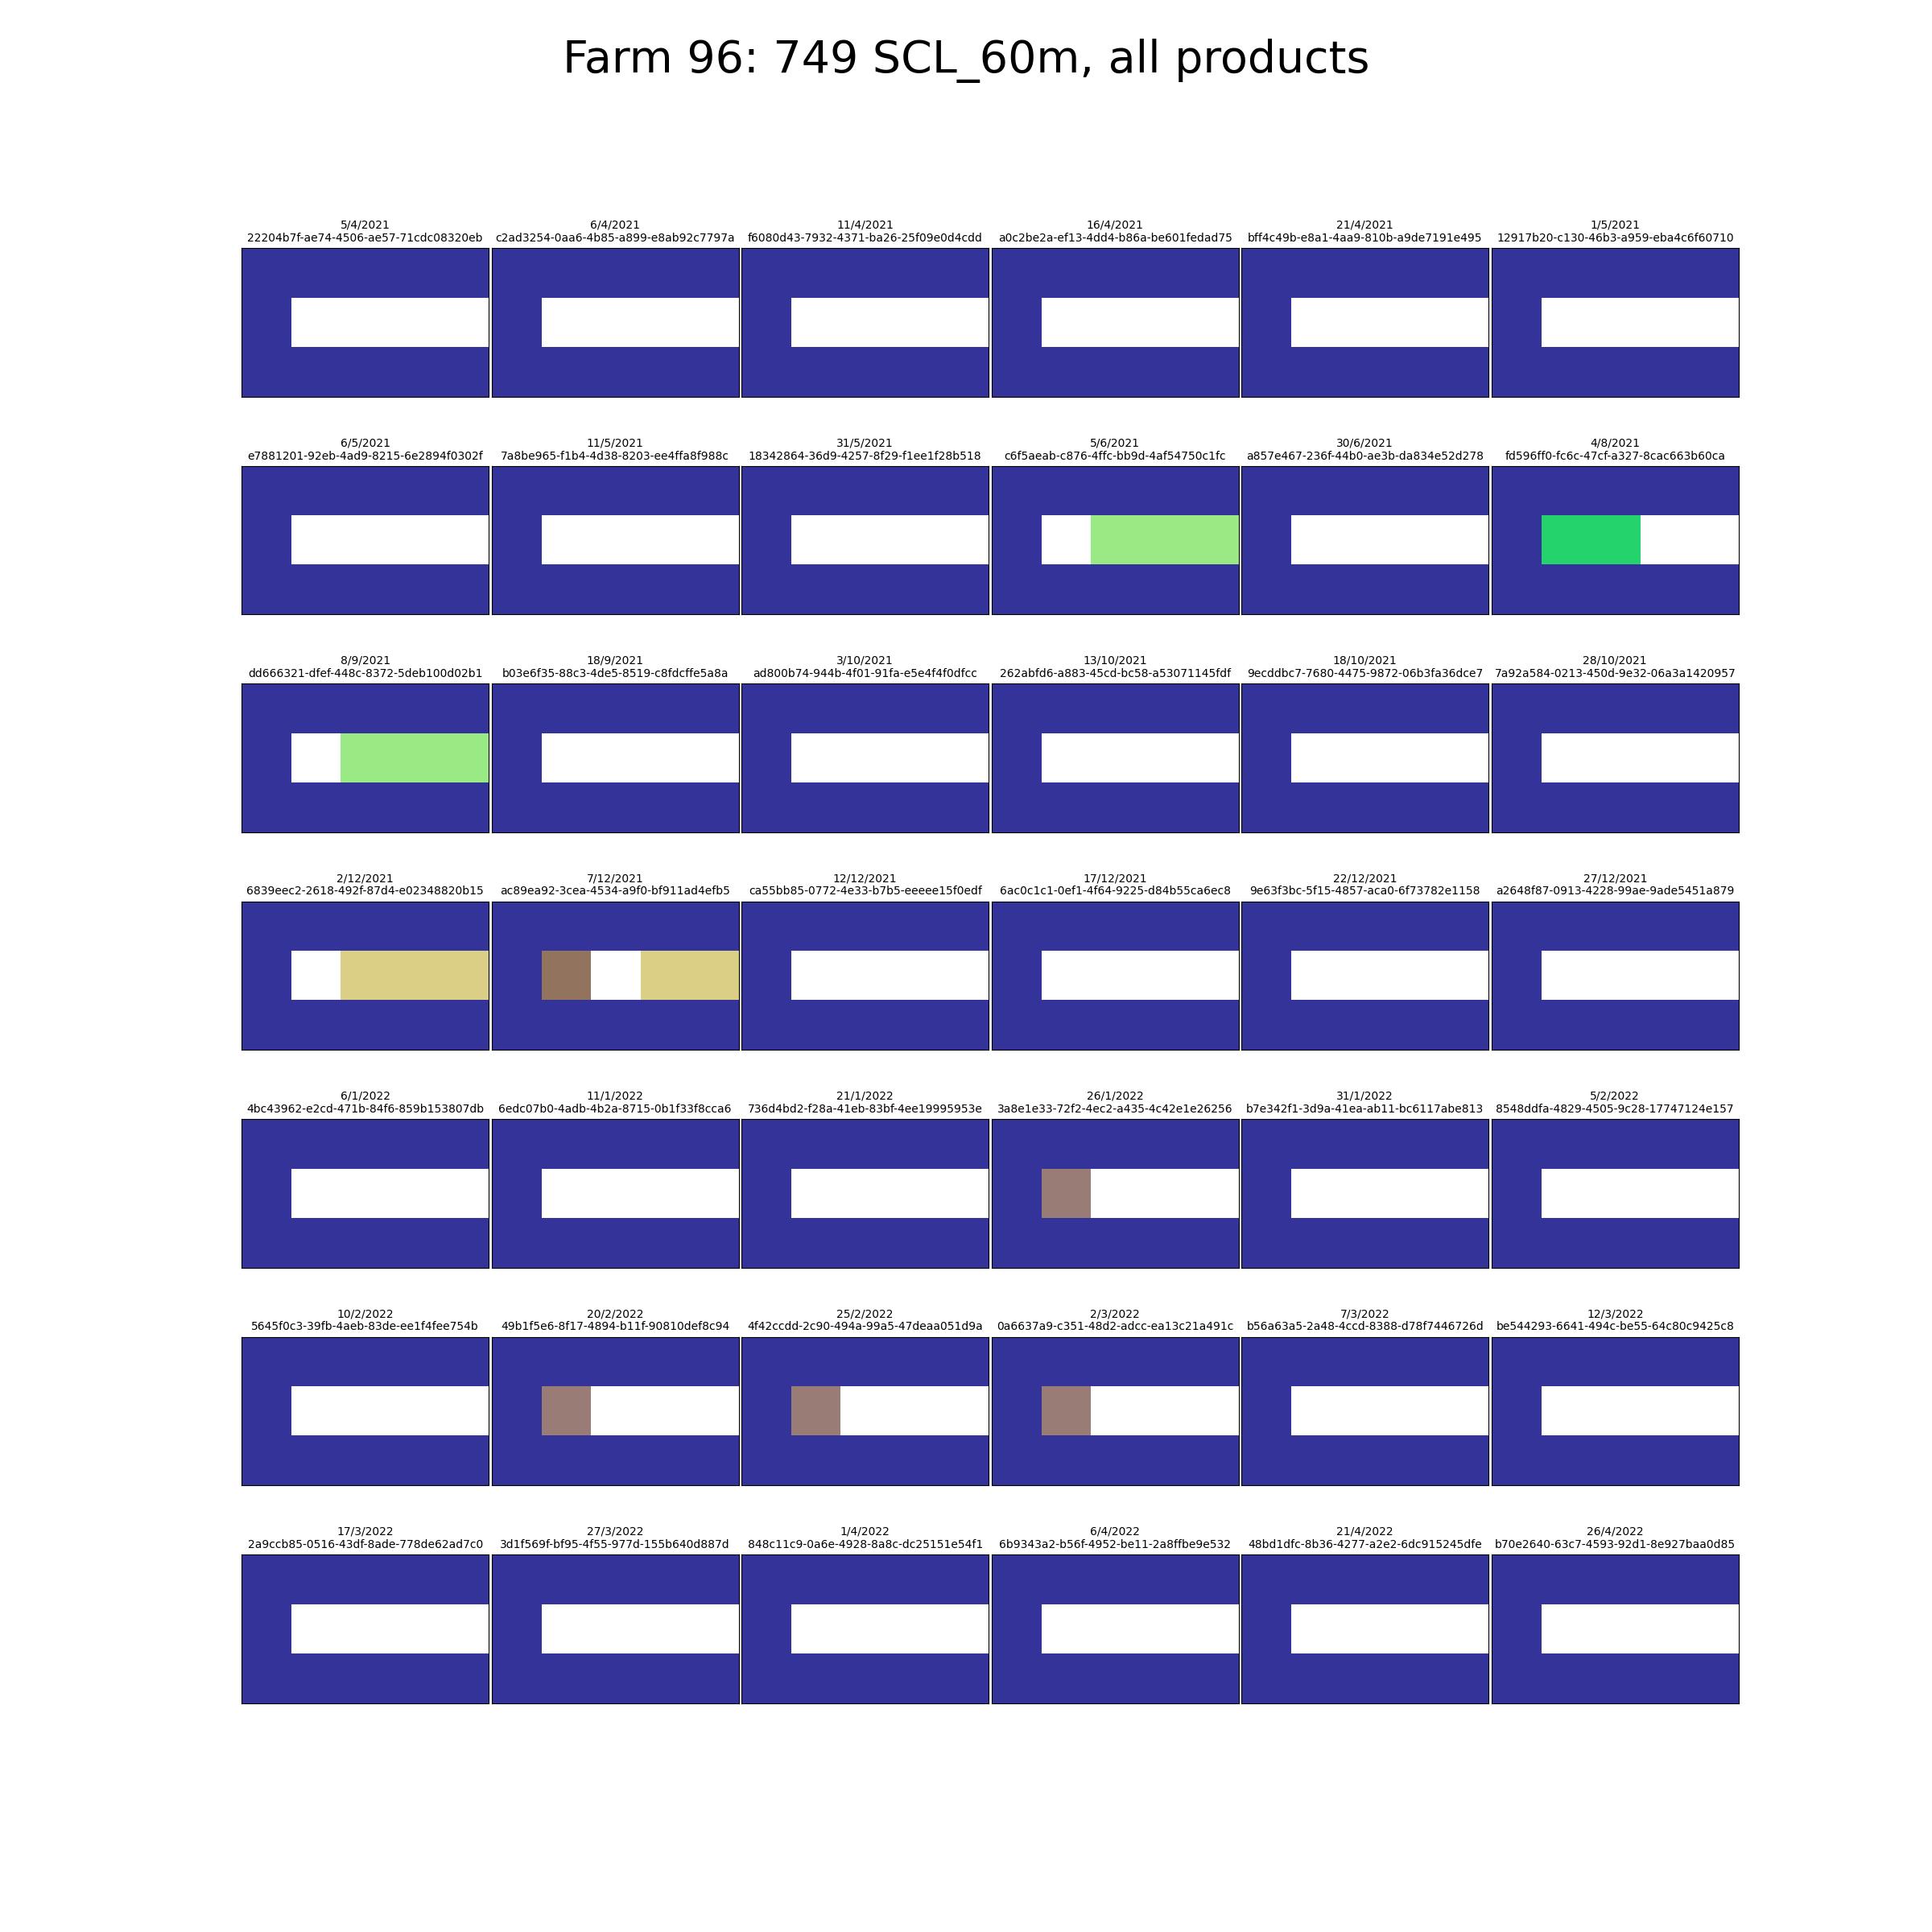 Farm 96: 749 SCL_60m, all products
5/4/2021
22204b7f-ae74-4506-ae57-71cdc08320eb
6/4/2021
c2ad3254-0aa6-4b85-a899-e8ab92c7797a
11/4/2021
f6080d43-7932-4371-ba26-25f09e0d4cdd
16/4/2021
a0c2be2a-ef13-4dd4-b86a-be601fedad75
21/4/2021
bff4c49b-e8a1-4aa9-810b-a9de7191e495
1/5/2021
12917b20-c130-46b3-a959-eba4c6f60710
6/5/2021
e7881201-92eb-4ad9-8215-6e2894f0302f
11/5/2021
7a8be965-f1b4-4d38-8203-ee4ffa8f988c
31/5/2021
18342864-36d9-4257-8f29-f1ee1f28b518
5/6/2021
c6f5aeab-c876-4ffc-bb9d-4af54750c1fc
30/6/2021
a857e467-236f-44b0-ae3b-da834e52d278
4/8/2021
fd596ff0-fc6c-47cf-a327-8cac663b60ca
8/9/2021
dd666321-dfef-448c-8372-5deb100d02b1
18/9/2021
b03e6f35-88c3-4de5-8519-c8fdcffe5a8a
3/10/2021
ad800b74-944b-4f01-91fa-e5e4f4f0dfcc
13/10/2021
262abfd6-a883-45cd-bc58-a53071145fdf
18/10/2021
9ecddbc7-7680-4475-9872-06b3fa36dce7
28/10/2021
7a92a584-0213-450d-9e32-06a3a1420957
2/12/2021
6839eec2-2618-492f-87d4-e02348820b15
7/12/2021
ac89ea92-3cea-4534-a9f0-bf911ad4efb5
12/12/2021
ca55bb85-0772-4e33-b7b5-eeeee15f0edf
17/12/2021
6ac0c1c1-0ef1-4f64-9225-d84b55ca6ec8
22/12/2021
9e63f3bc-5f15-4857-aca0-6f73782e1158
27/12/2021
a2648f87-0913-4228-99ae-9ade5451a879
6/1/2022
4bc43962-e2cd-471b-84f6-859b153807db
11/1/2022
6edc07b0-4adb-4b2a-8715-0b1f33f8cca6
21/1/2022
736d4bd2-f28a-41eb-83bf-4ee19995953e
26/1/2022
3a8e1e33-72f2-4ec2-a435-4c42e1e26256
31/1/2022
b7e342f1-3d9a-41ea-ab11-bc6117abe813
5/2/2022
8548ddfa-4829-4505-9c28-17747124e157
10/2/2022
5645f0c3-39fb-4aeb-83de-ee1f4fee754b
20/2/2022
49b1f5e6-8f17-4894-b11f-90810def8c94
25/2/2022
4f42ccdd-2c90-494a-99a5-47deaa051d9a
2/3/2022
0a6637a9-c351-48d2-adcc-ea13c21a491c
7/3/2022
b56a63a5-2a48-4ccd-8388-d78f7446726d
12/3/2022
be544293-6641-494c-be55-64c80c9425c8
17/3/2022
2a9ccb85-0516-43df-8ade-778de62ad7c0
27/3/2022
3d1f569f-bf95-4f55-977d-155b640d887d
1/4/2022
848c11c9-0a6e-4928-8a8c-dc25151e54f1
6/4/2022
6b9343a2-b56f-4952-be11-2a8ffbe9e532
21/4/2022
48bd1dfc-8b36-4277-a2e2-6dc915245dfe
26/4/2022
b70e2640-63c7-4593-92d1-8e927baa0d85